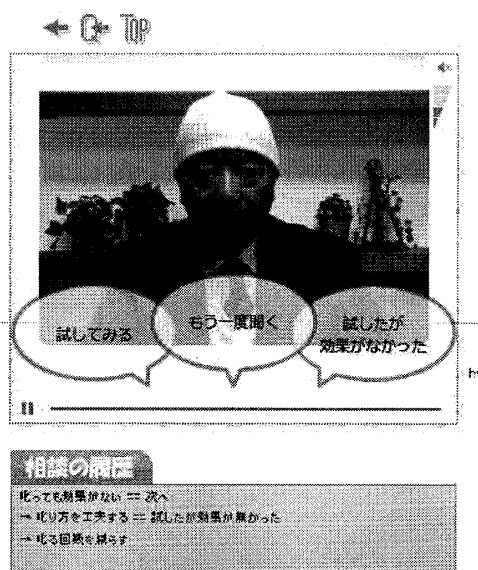 TOP
試してみる
もう一度聞く
試したが
効果がなかった
相談の履歴
叱っても効果がない == 次へ
→ 叱り方を工夫する == 試したが効果が無かった
→ 叱る回数を減らす